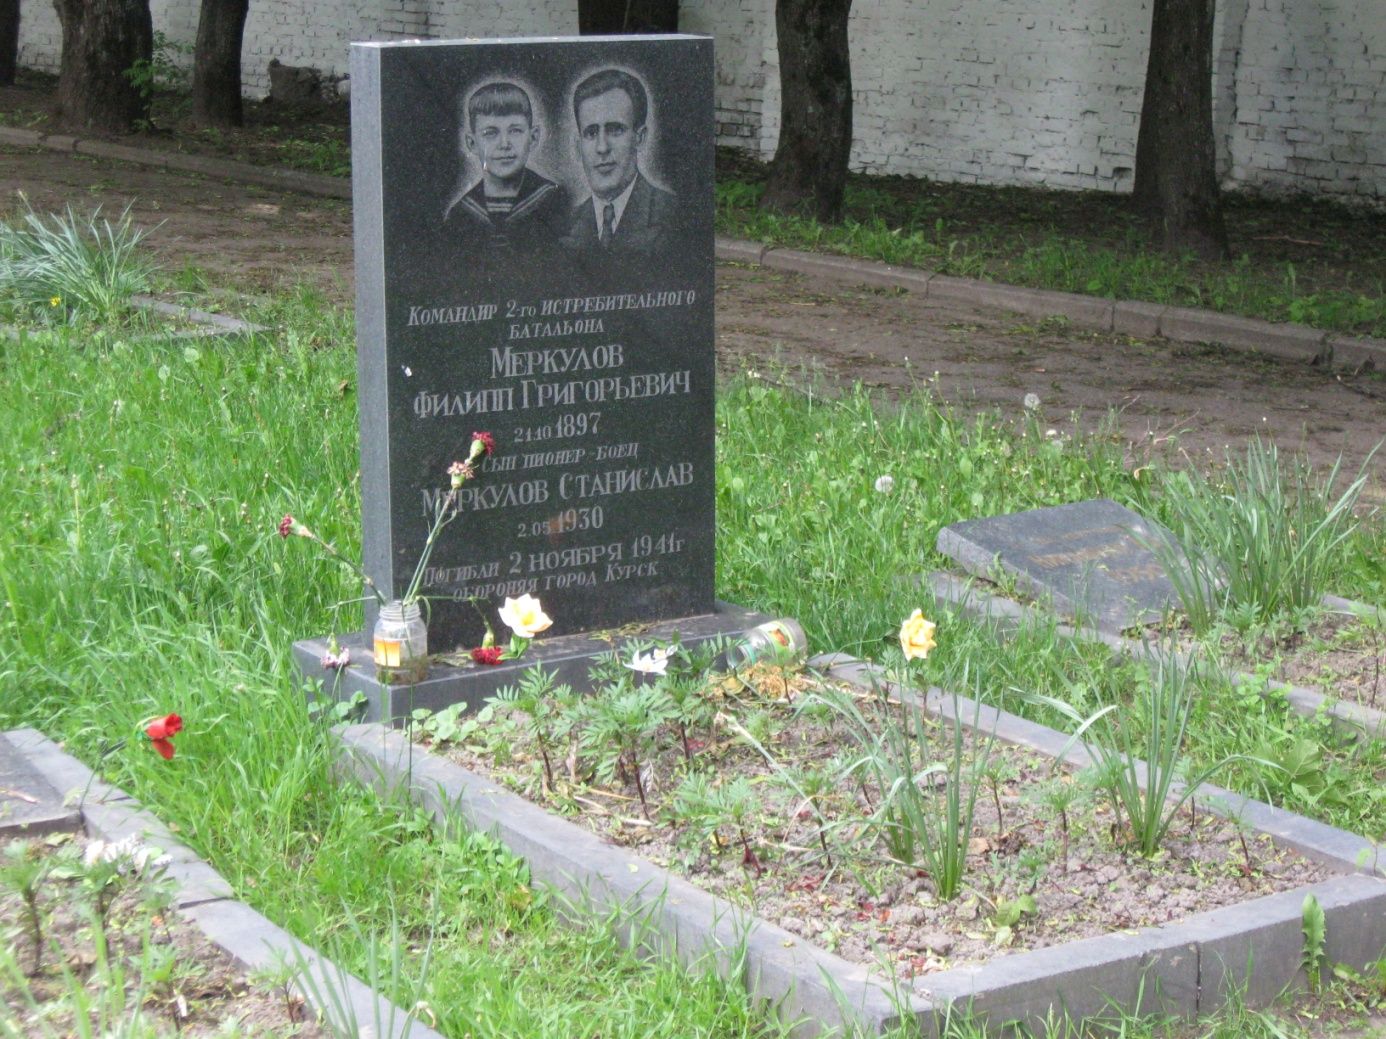 Командир 2-го истребительного
батальона
Меркулов
Филипп Григорьевич
21.10 1897
Сын пионер-боец
Меркулов Станислав
2.05 1930
Погибли 2 ноября 1941г
обороняя город Курск